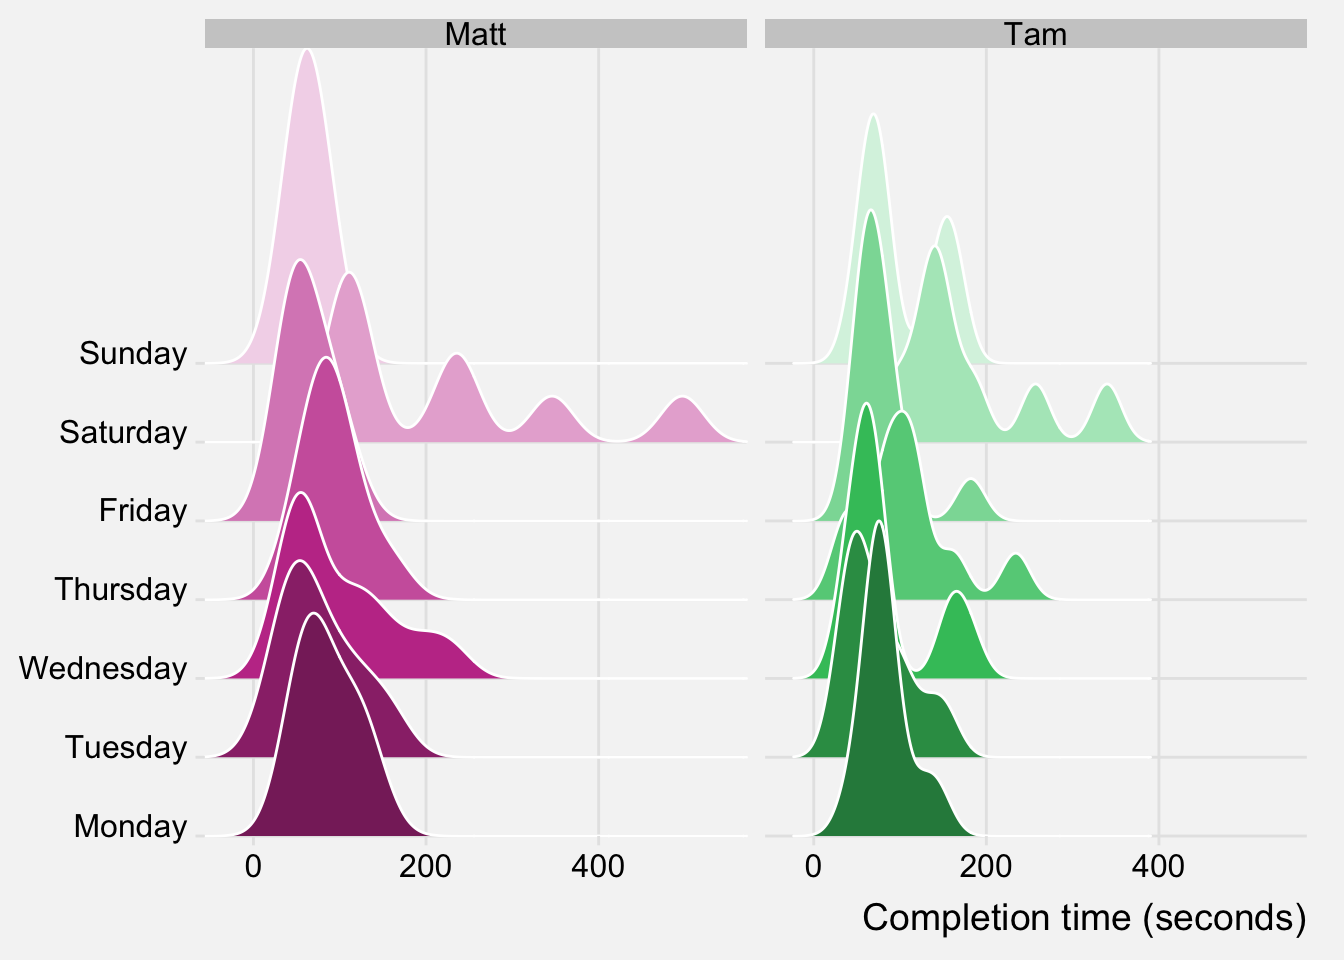 Matt
Tam
Sunday
Saturday
Friday
Thursday
Wednesday
Tuesday
Monday
0 200 400
0 200 400
Completion time (seconds)